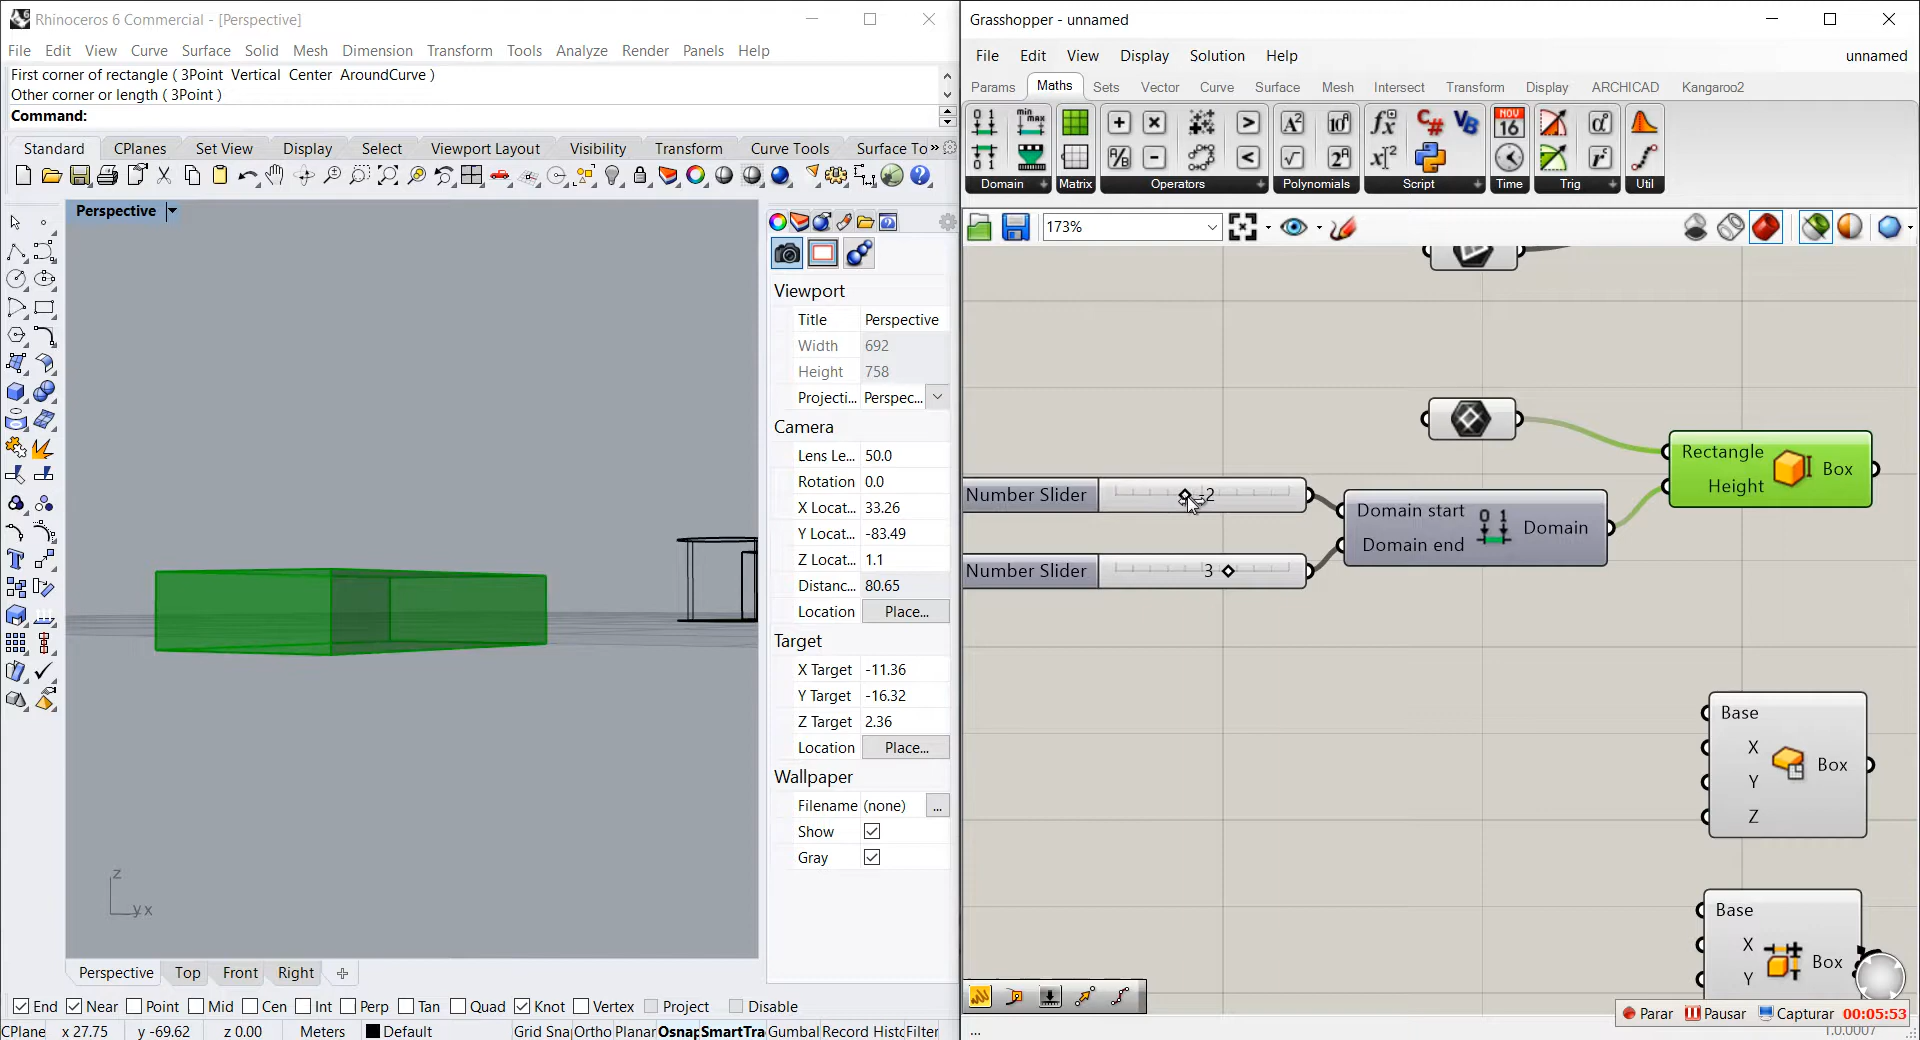 Rhinoceros 6 Commercial - [Perspective]
File Edit View Curve Surface Solid Mesh Dimension Transform Tools Analyze Render Panels Help
First corner of rectangle ( 3Point Vertical Center AroundCurve )
Other corner or length ( 3Point )
Command:
Standard CPlanes Set View Display Select Viewport Layout Visibility Transform Curve Tools Surface To »
Perspective
Viewport
Title Perspective
Width 692
Height 758
Projecti... Perspec...
Camera
Lens Le... 50.0
Rotation 0.0
X Locat... 33.26
Y Locat... -83.49
Z Locat... 1.1
Distanc... 80.65
Location Place...
Target
X Target -11.36
Y Target -16.32
Z Target 2.36
Location Place...
Wallpaper
Filename (none) ...
Show
Gray
z
y x
Perspective Top Front Right
End Near Point Mid Cen Int Perp Tan Quad Knot Vertex Project Disable
CPlane x 27.75 y -69.62 z 0.00 Meters Default Grid Sna Ortho Planar Osnap SmartTra Gumbal Record Histo Filter
Grasshopper - unnamed
File Edit View Display Solution Help unnamed
Params Maths Sets Vector Curve Surface Mesh Intersect Transform Display ARCHICAD Kangaroo2
Domain Matrix Operators Polynomials Script Time Trig Util
173%
Rectangle
Height
Box
Number Slider -2
Number Slider 3
Domain start
Domain end
Domain
Base
X
Y
Z
Box
Base
X
Y
Box
Parar Pausar Capturar 00:05:53
...
1.0.0007